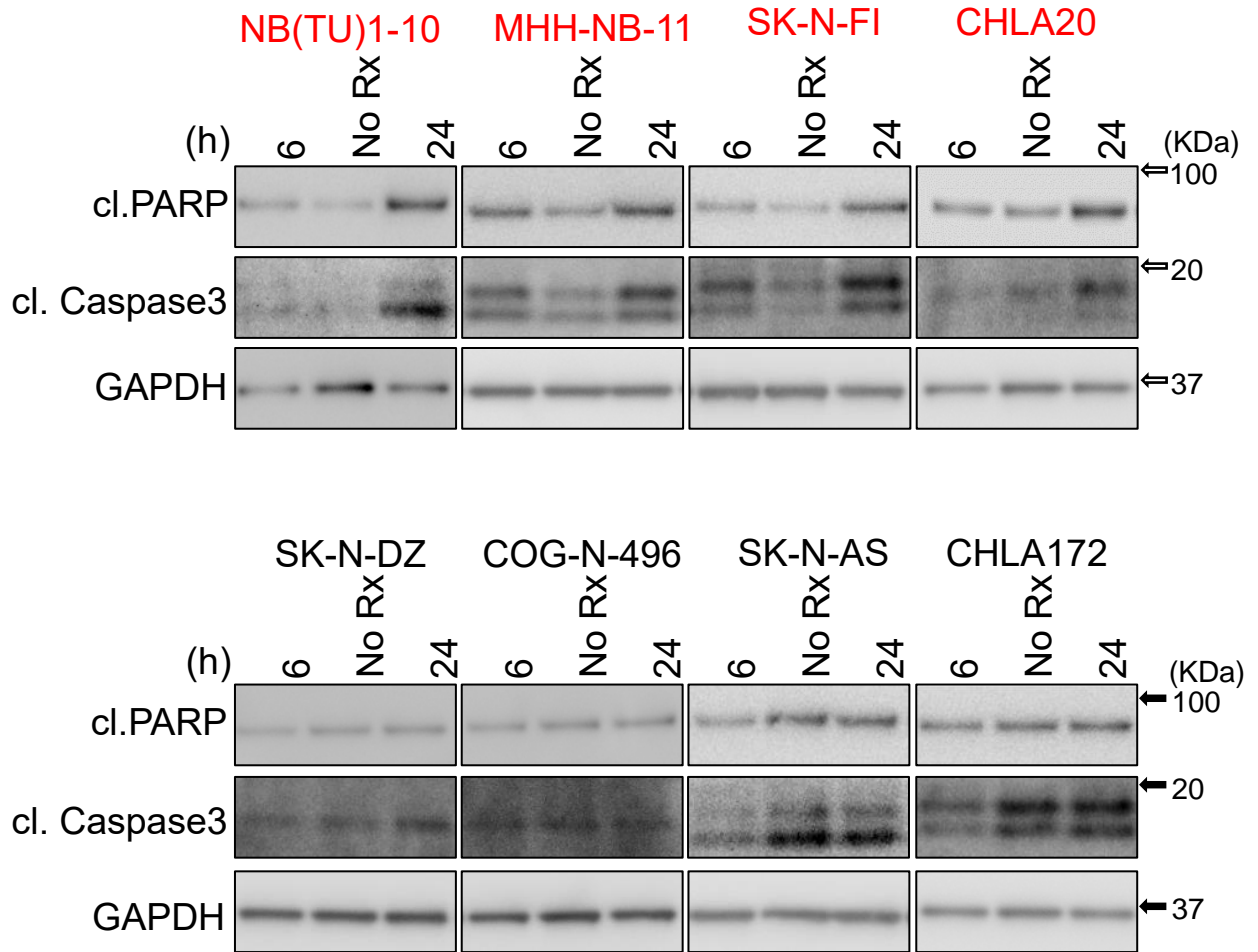 NB(TU)1-10 MHH-NB-11 SK-N-FI CHLA20
(h) 6 No Rx 24 6 No Rx 24 6 No Rx 24 6 No Rx 24 (KDa)
cl.PARP 100
cl. Caspase3 20
GAPDH 37
SK-N-DZ COG-N-496 SK-N-AS CHLA172
(h) 6 No Rx 24 6 No Rx 24 6 No Rx 24 6 No Rx 24 (KDa)
cl.PARP 100
cl. Caspase3 20
GAPDH 37